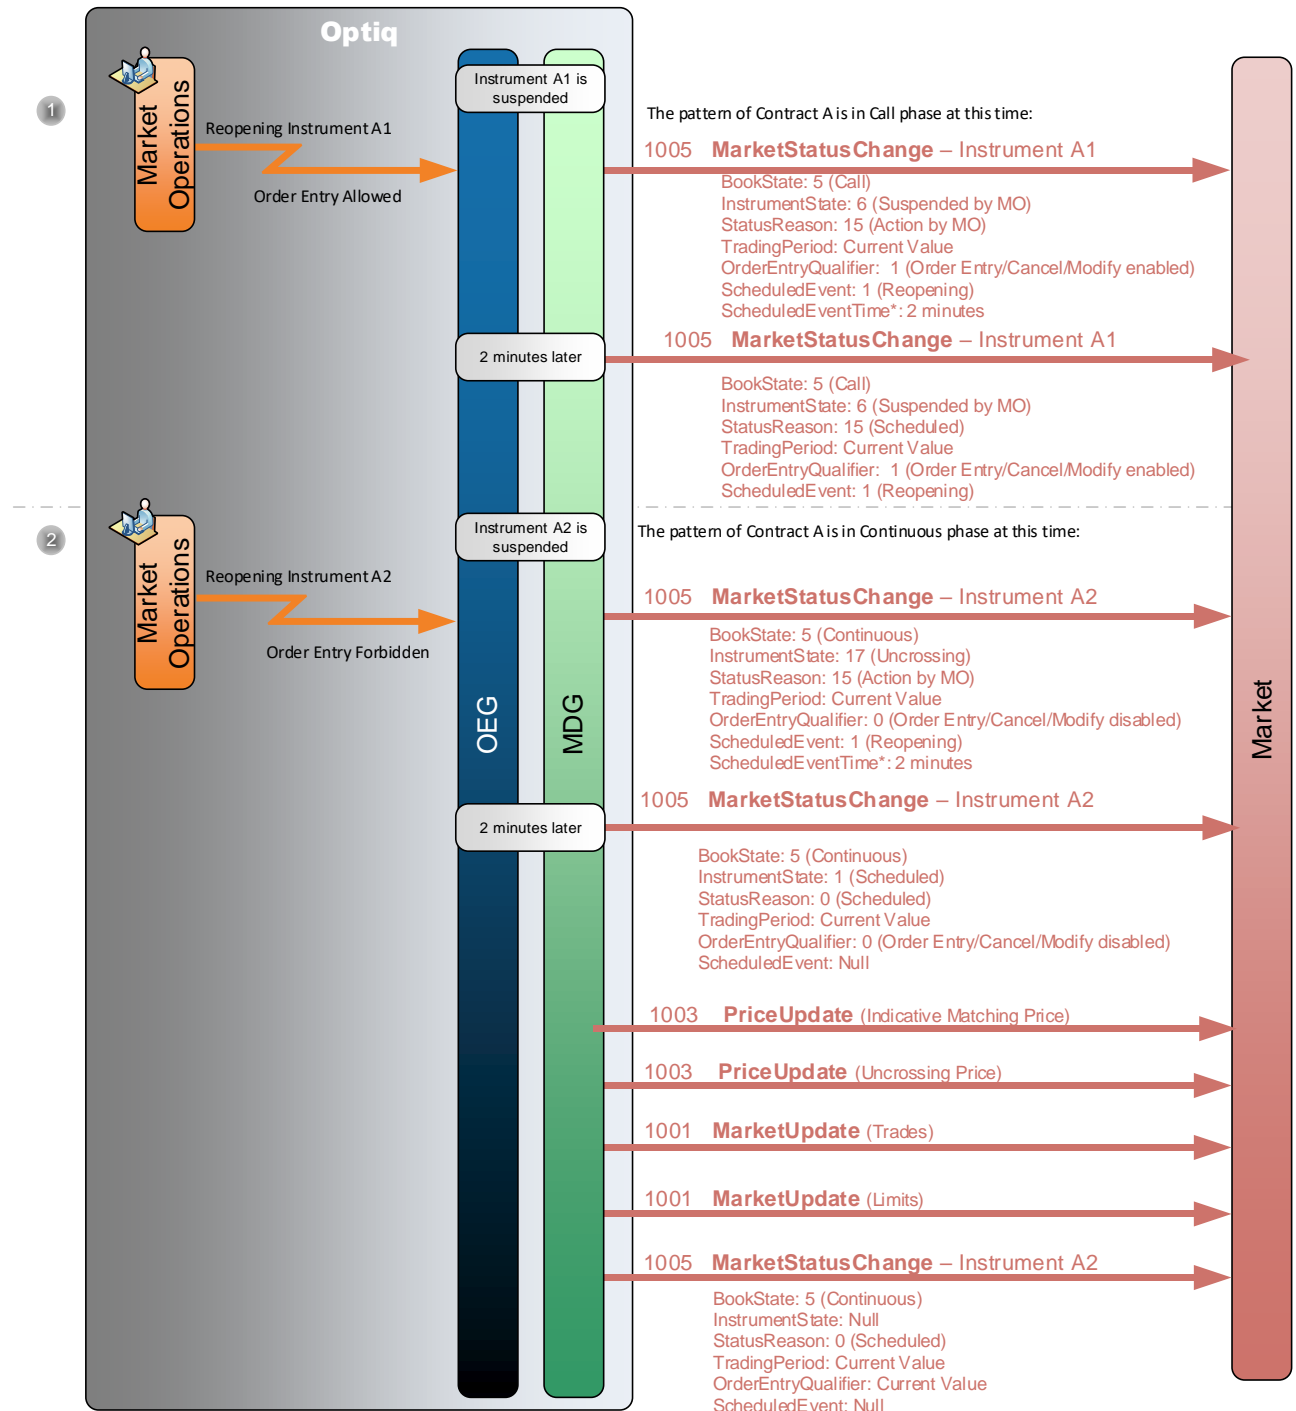 Optiq
Instrument A1 is
suspended
1
Market
Operations
Reopening Instrument A1
Order Entry Allowed
The pattern of Contract A is in Call phase at this time:
1005 MarketStatusChange – Instrument A1
BookState: 5 (Call)
InstrumentState: 6 (Suspended by MO)
StatusReason: 15 (Action by MO)
TradingPeriod: Current Value
OrderEntryQualifier: 1 (Order Entry/Cancel/Modify enabled)
ScheduledEvent: 1 (Reopening)
ScheduledEventTime*: 2 minutes
2 minutes later
1005 MarketStatusChange – Instrument A1
BookState: 5 (Call)
InstrumentState: 6 (Suspended by MO)
StatusReason: 15 (Scheduled)
TradingPeriod: Current Value
OrderEntryQualifier: 1 (Order Entry/Cancel/Modify enabled)
ScheduledEvent: 1 (Reopening)
2
Market
Operations
Instrument A2 is
suspended
Reopening Instrument A2
Order Entry Forbidden
The pattern of Contract A is in Continuous phase at this time:
1005 MarketStatusChange – Instrument A2
BookState: 5 (Continuous)
InstrumentState: 17 (Uncrossing)
StatusReason: 15 (Action by MO)
TradingPeriod: Current Value
OrderEntryQualifier: 0 (Order Entry/Cancel/Modify disabled)
ScheduledEvent: 1 (Reopening)
ScheduledEventTime*: 2 minutes
OEG
MDG
Market
2 minutes later
1005 MarketStatusChange – Instrument A2
BookState: 5 (Continuous)
InstrumentState: 1 (Scheduled)
StatusReason: 0 (Scheduled)
TradingPeriod: Current Value
OrderEntryQualifier: 0 (Order Entry/Cancel/Modify disabled)
ScheduledEvent: Null
1003 PriceUpdate (Indicative Matching Price)
1003 PriceUpdate (Uncrossing Price)
1001 MarketUpdate (Trades)
1001 MarketUpdate (Limits)
1005 MarketStatusChange – Instrument A2
BookState: 5 (Continuous)
InstrumentState: Null
StatusReason: 0 (Scheduled)
TradingPeriod: Current Value
OrderEntryQualifier: Current Value
ScheduledEvent: Null